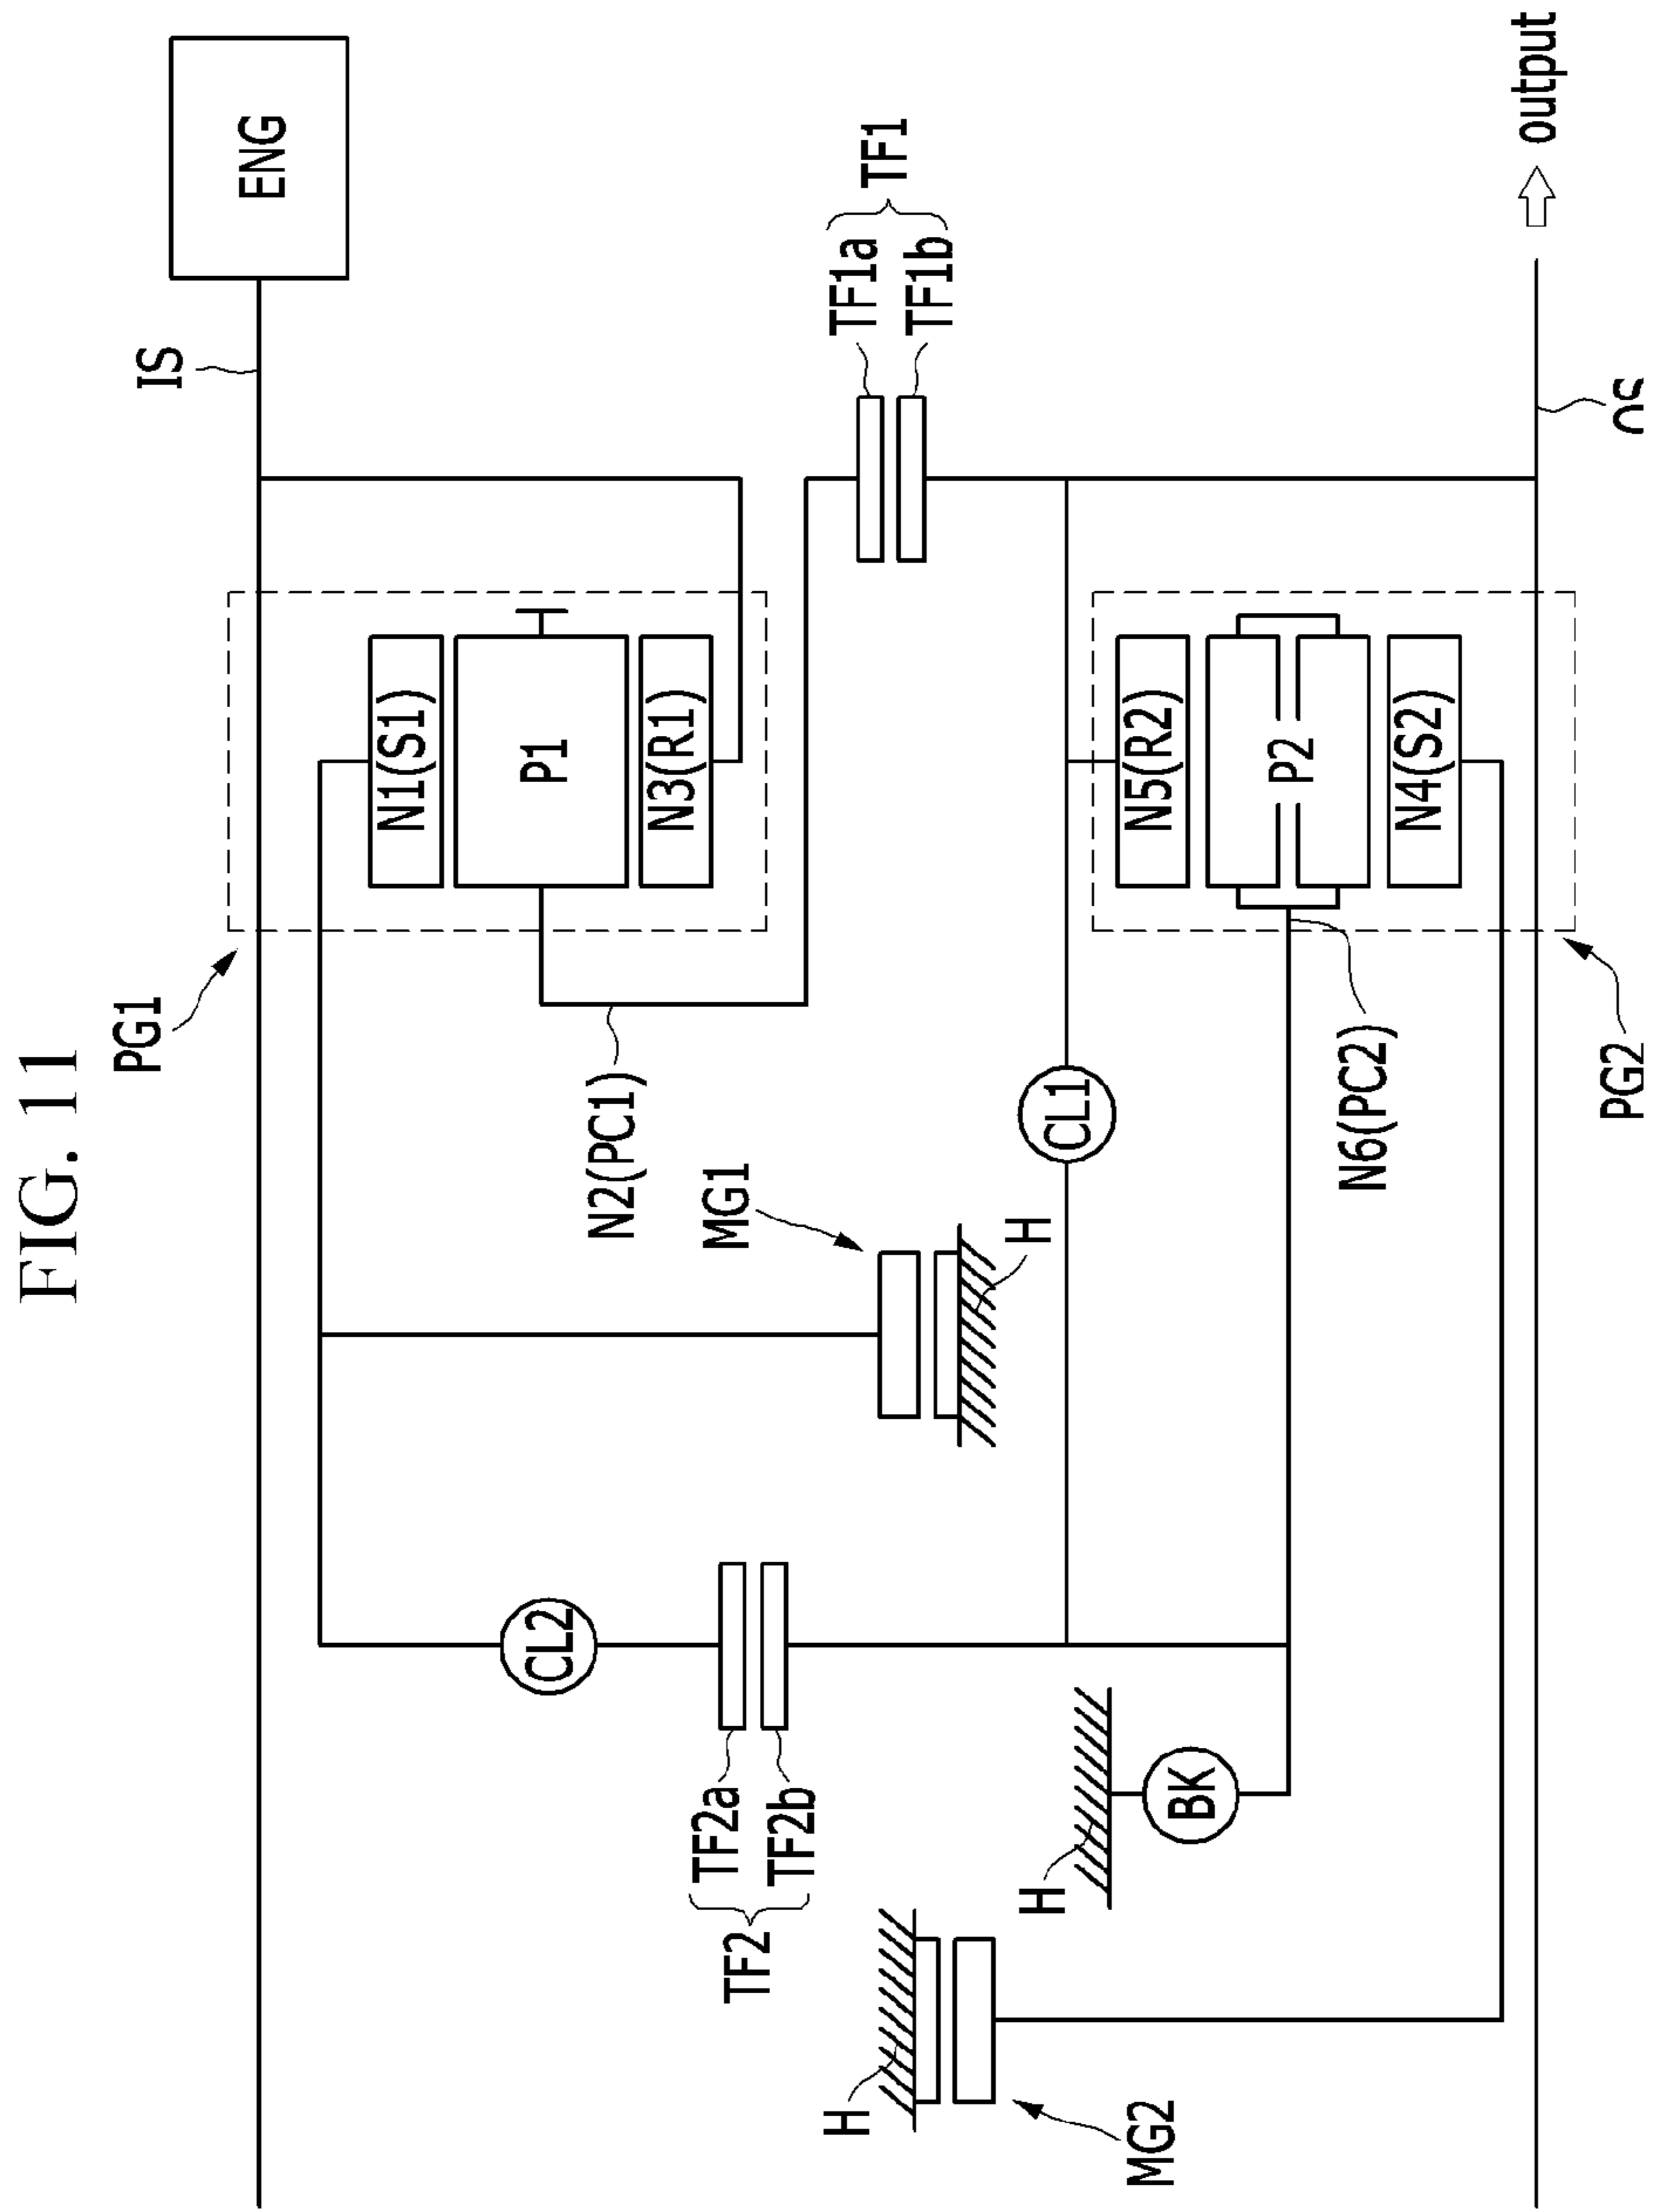 FIG. 11
PG1
IS
ENG
N1(S1)
P1
N3(R1)
N2(PC1)
MG1
H
CL2
TF2a
TF2b
TF2
TF1a
TF1b
TF1
CL1
N5(R2)
P2
N4(S2)
N6(PC2)
PG2
H
BK
H
MG2
output